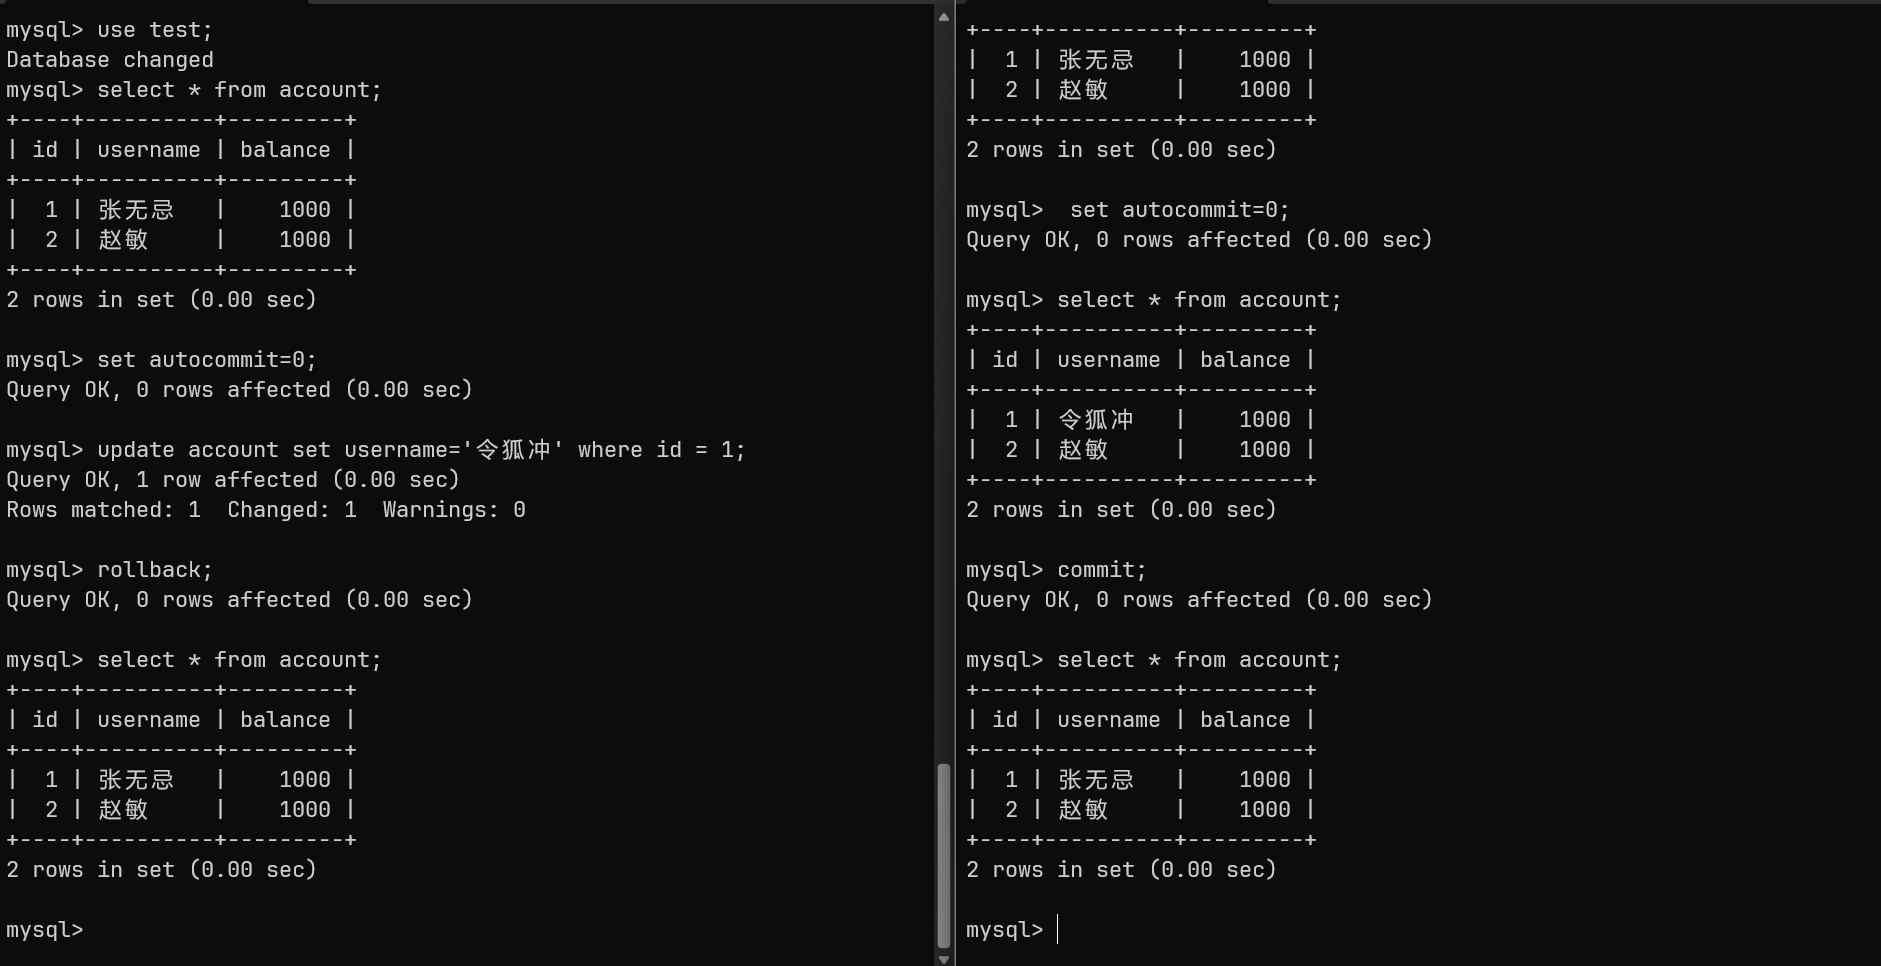 mysql> use test;
Database changed
mysql> select * from account;
+----+----------+---------+
| id | username | balance |
+----+----------+---------+
|  1 | 张无忌   |    1000 |
|  2 | 赵敏     |    1000 |
+----+----------+---------+
2 rows in set (0.00 sec)
mysql> set autocommit=0;
Query OK, 0 rows affected (0.00 sec)
mysql> update account set username='令狐冲' where id = 1;
Query OK, 1 row affected (0.00 sec)
Rows matched: 1  Changed: 1  Warnings: 0
mysql> rollback;
Query OK, 0 rows affected (0.00 sec)
mysql> select * from account;
+----+----------+---------+
| id | username | balance |
+----+----------+---------+
|  1 | 张无忌   |    1000 |
|  2 | 赵敏     |    1000 |
+----+----------+---------+
2 rows in set (0.00 sec)
mysql>
+----+----------+---------+
|  1 | 张无忌   |    1000 |
|  2 | 赵敏     |    1000 |
+----+----------+---------+
2 rows in set (0.00 sec)
mysql>  set autocommit=0;
Query OK, 0 rows affected (0.00 sec)
mysql> select * from account;
+----+----------+---------+
| id | username | balance |
+----+----------+---------+
|  1 | 令狐冲   |    1000 |
|  2 | 赵敏     |    1000 |
+----+----------+---------+
2 rows in set (0.00 sec)
mysql> commit;
Query OK, 0 rows affected (0.00 sec)
mysql> select * from account;
+----+----------+---------+
| id | username | balance |
+----+----------+---------+
|  1 | 张无忌   |    1000 |
|  2 | 赵敏     |    1000 |
+----+----------+---------+
2 rows in set (0.00 sec)
mysql>